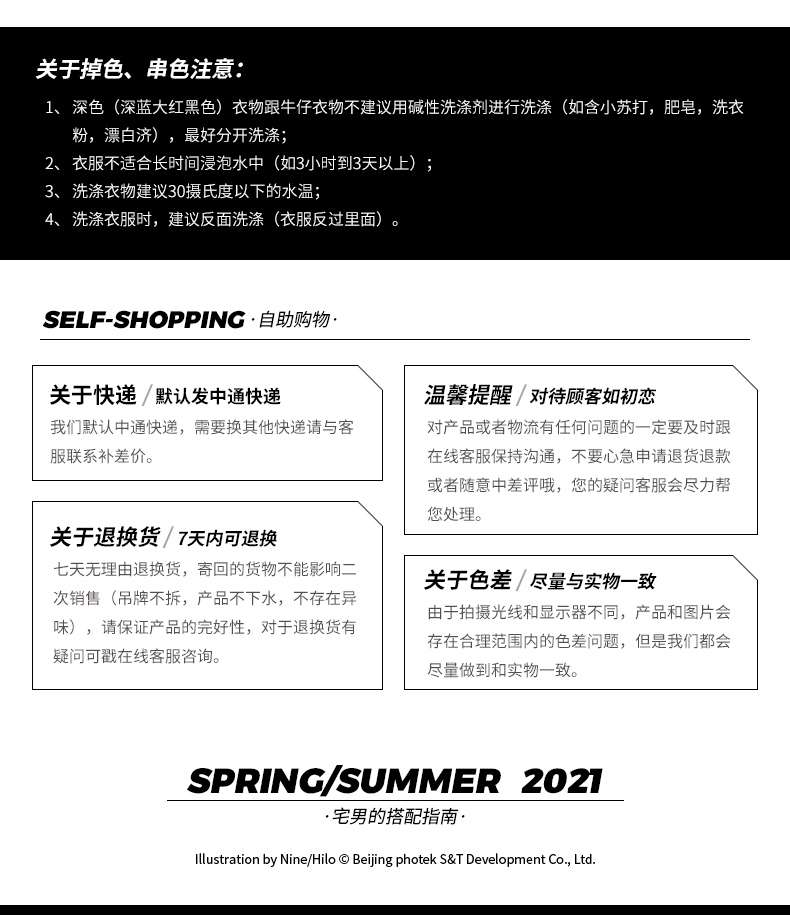 关于掉色、串色注意：
1、 深色（深蓝大红黑色）衣物跟牛仔衣物不建议用碱性洗涤剂进行洗涤（如含小苏打，肥皂，洗衣
粉，漂白济），最好分开洗涤；
2、 衣服不适合长时间浸泡水中（如3小时到3天以上）；
3、 洗涤衣物建议30摄氏度以下的水温；
4、 洗涤衣服时，建议反面洗涤（衣服反过里面）。
SELF-SHOPPING ·自助购物·
关于快递 / 默认发中通快递
我们默认中通快递，需要换其他快递请与客
服联系补差价。
关于退换货 / 7天内可退换
七天无理由退换货，寄回的货物不能影响二
次销售（吊牌不拆，产品不下水，不存在异
味），请保证产品的完好性，对于退换货有
疑问可戳在线客服咨询。
温馨提醒 / 对待顾客如初恋
对产品或者物流有任何问题的一定要及时跟
在线客服保持沟通，不要心急申请退货退款
或者随意中差评哦，您的疑问客服会尽力帮
您处理。
关于色差 / 尽量与实物一致
由于拍摄光线和显示器不同，产品和图片会
存在合理范围内的色差问题，但是我们都会
尽量做到和实物一致。
SPRING/SUMMER 2021
·宅男的搭配指南·
Illustration by Nine/Hilo © Beijing photek S&T Development Co., Ltd.